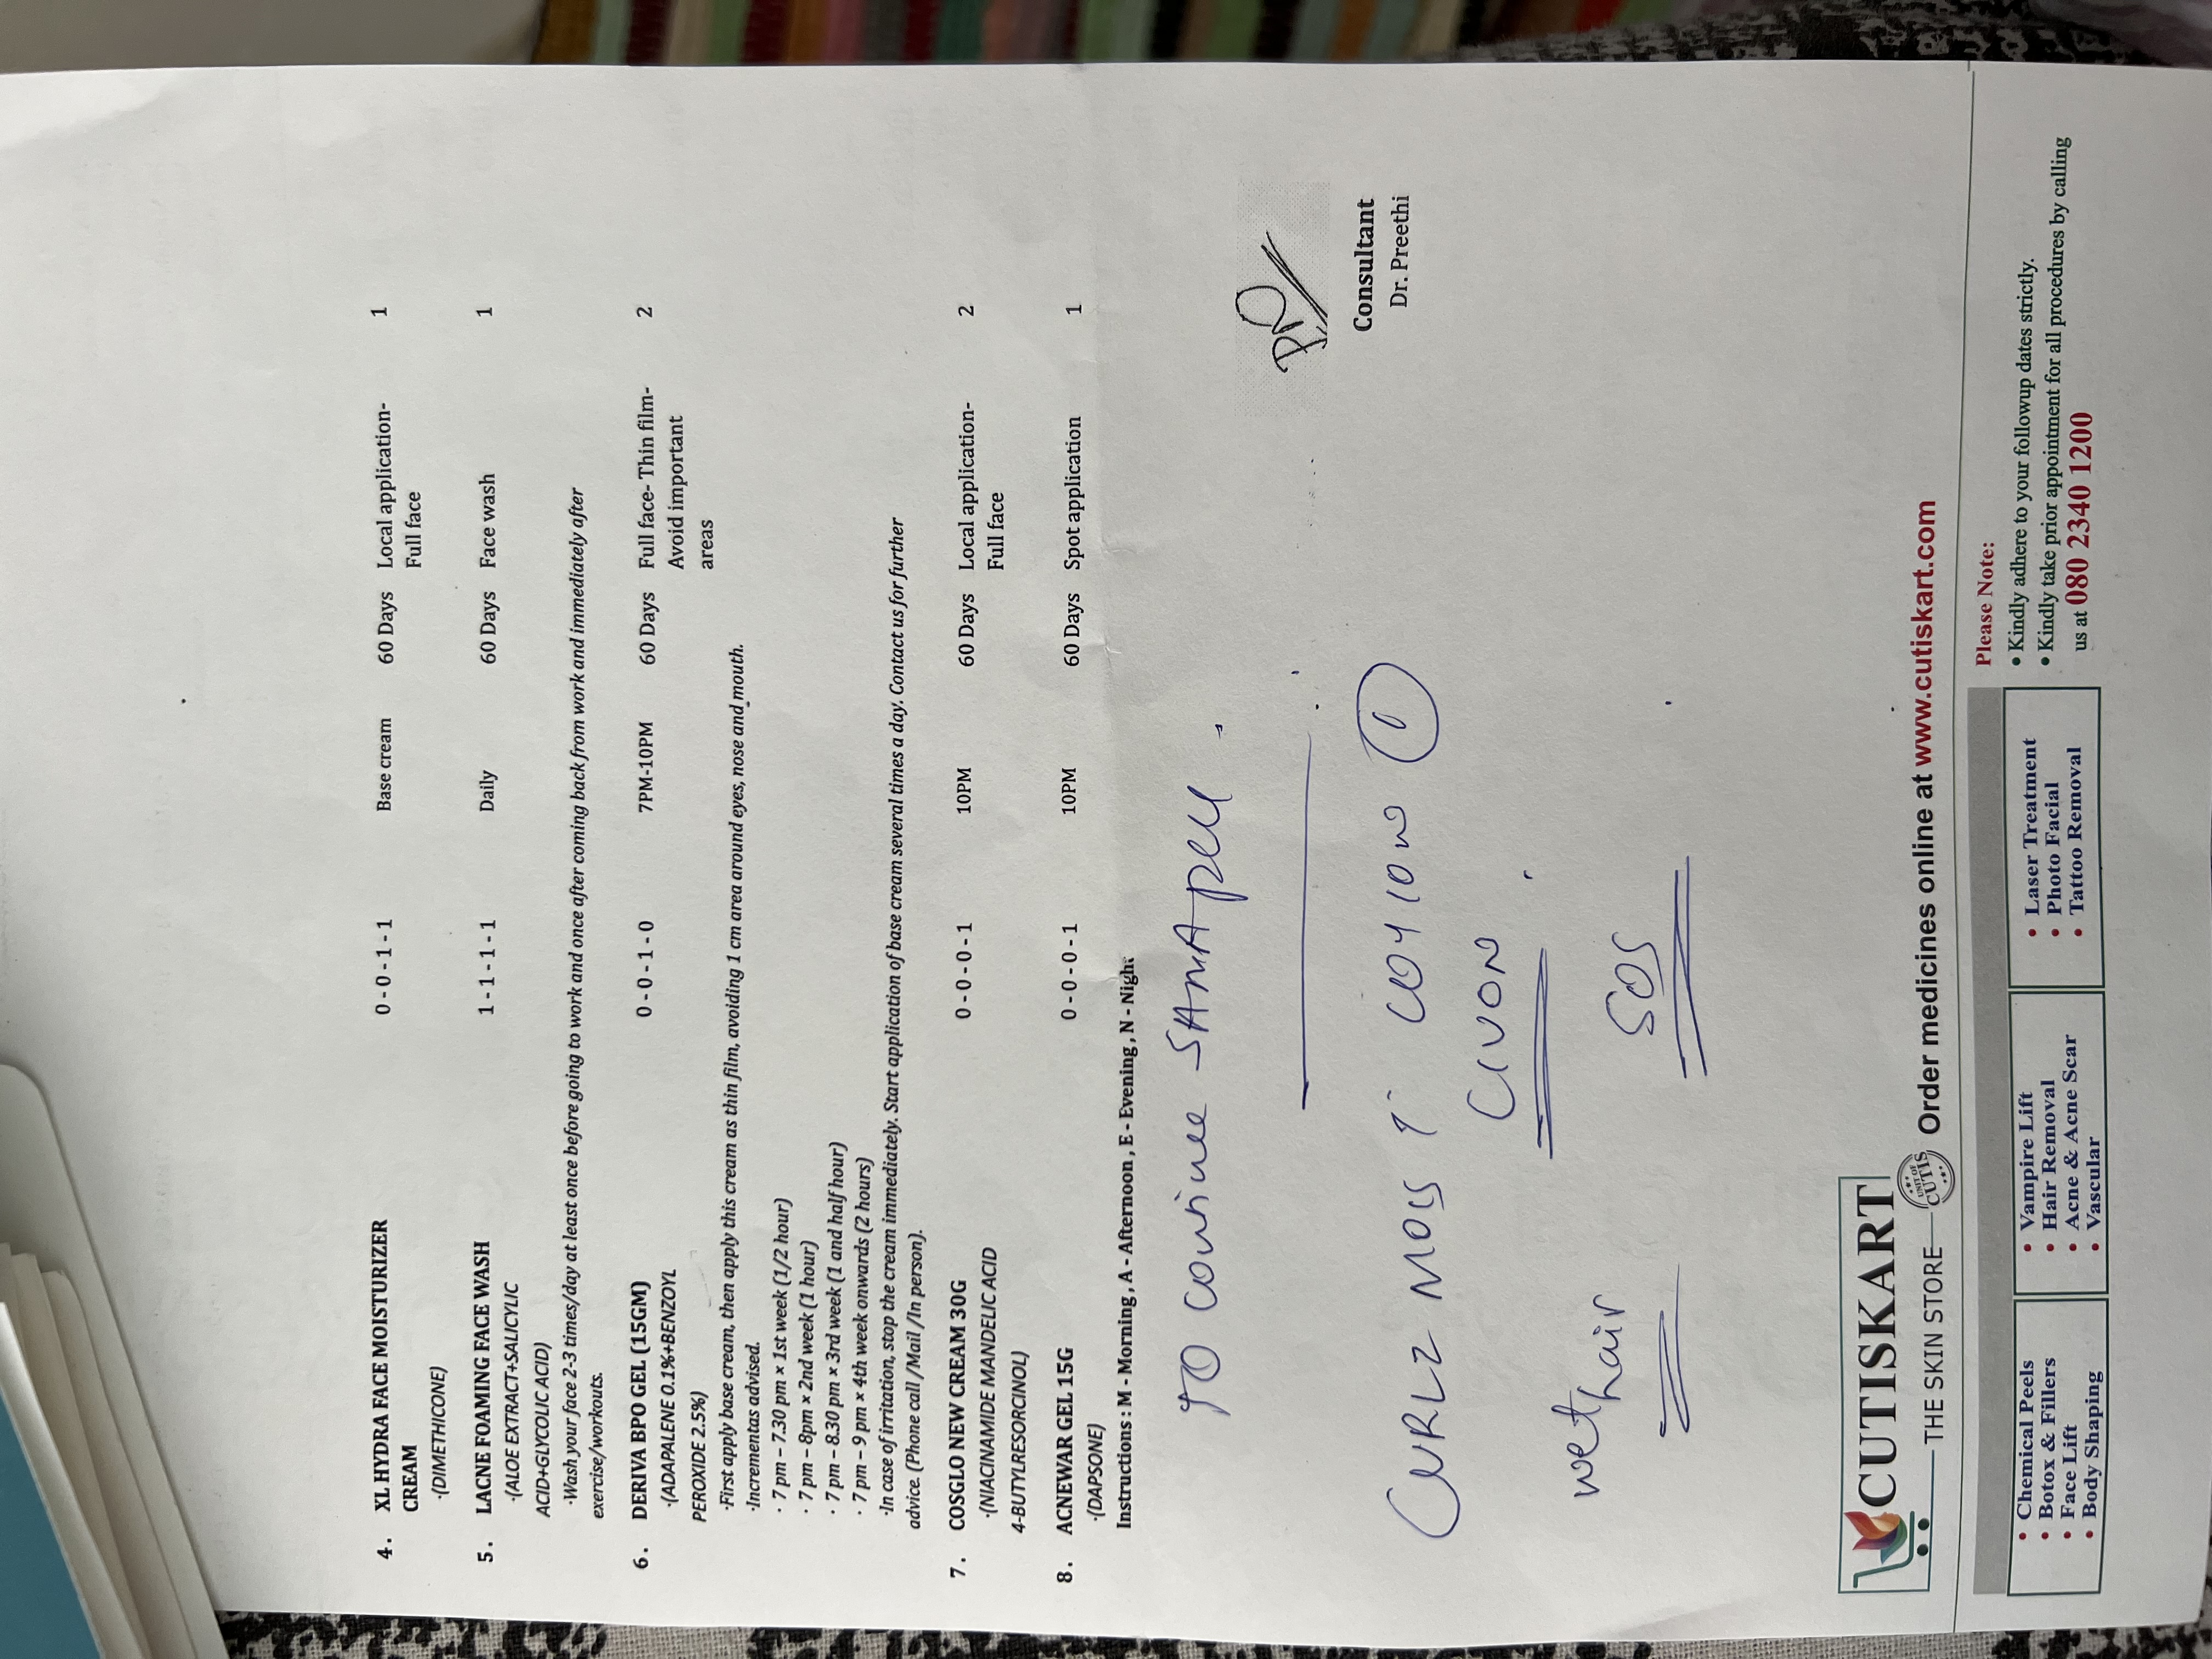 4. XL HYDRA FACE MOISTURIZER 0-0-1-1 Base cream 60 Days Local application- 1
CREAM Full face
·(DIMETHICONE)
5. LACNE FOAMING FACE WASH 1-1-1-1 Daily 60 Days Face wash 1
·(ALOE EXTRACT+SALICYLIC
ACID+GLYCOLIC ACID)
·Wash your face 2-3 times/day at least once before going to work and once after coming back from work and immediately after
exercise/workouts.
6. DERIVA BPO GEL (15GM) 0-0-1-0 7PM-10PM 60 Days Full face- Thin film- 2
·(ADAPALENE 0.1%+BENZOYL Avoid important
PEROXIDE 2.5%) areas
·First apply base cream, then apply this cream as thin film, avoiding 1 cm area around eyes, nose and mouth.
·Incrementas advised.
· 7 pm – 7.30 pm × 1st week (1/2 hour)
· 7 pm – 8pm × 2nd week (1 hour)
· 7 pm – 8.30 pm × 3rd week (1 and half hour)
· 7 pm – 9 pm × 4th week onwards (2 hours)
·In case of irritation, stop the cream immediately. Start application of base cream several times a day. Contact us for further
advice. (Phone call /Mail /In person).
7. COSGLO NEW CREAM 30G 0-0-0-1 10PM 60 Days Local application- 2
·(NIACINAMIDE MANDELIC ACID Full face
4-BUTYLRESORCINOL)
8. ACNEWAR GEL 15G 0-0-0-1 10PM 60 Days Spot application 1
·(DAPSONE)
Instructions : M - Morning , A - Afternoon , E - Evening , N - Night
TO continue SAMA peel.
Consultant
Dr. Preethi
CURLZ MOIS LOTION 1
CIVON
wet hair
SOS
CUTISKART
THE SKIN STORE
UNIT OF
CUTIS
Order medicines online at www.cutiskart.com
• Chemical Peels
• Botox & Fillers
• Face Lift
• Body Shaping
• Vampire Lift
• Hair Removal
• Acne & Acne Scar
• Vascular
• Laser Treatment
• Photo Facial
• Tattoo Removal
Please Note:
• Kindly adhere to your followup dates strictly.
• Kindly take prior appointment for all procedures by calling
us at 080 2340 1200